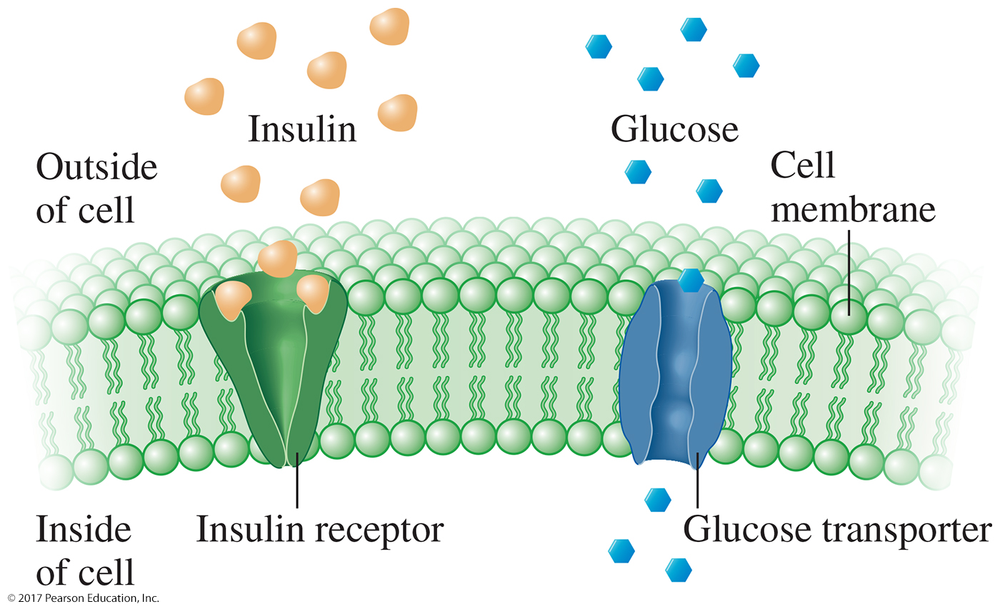 Insulin
Glucose
Outside
of cell
Cell
membrane
Inside
of cell
Insulin receptor
Glucose transporter
© 2017 Pearson Education, Inc.